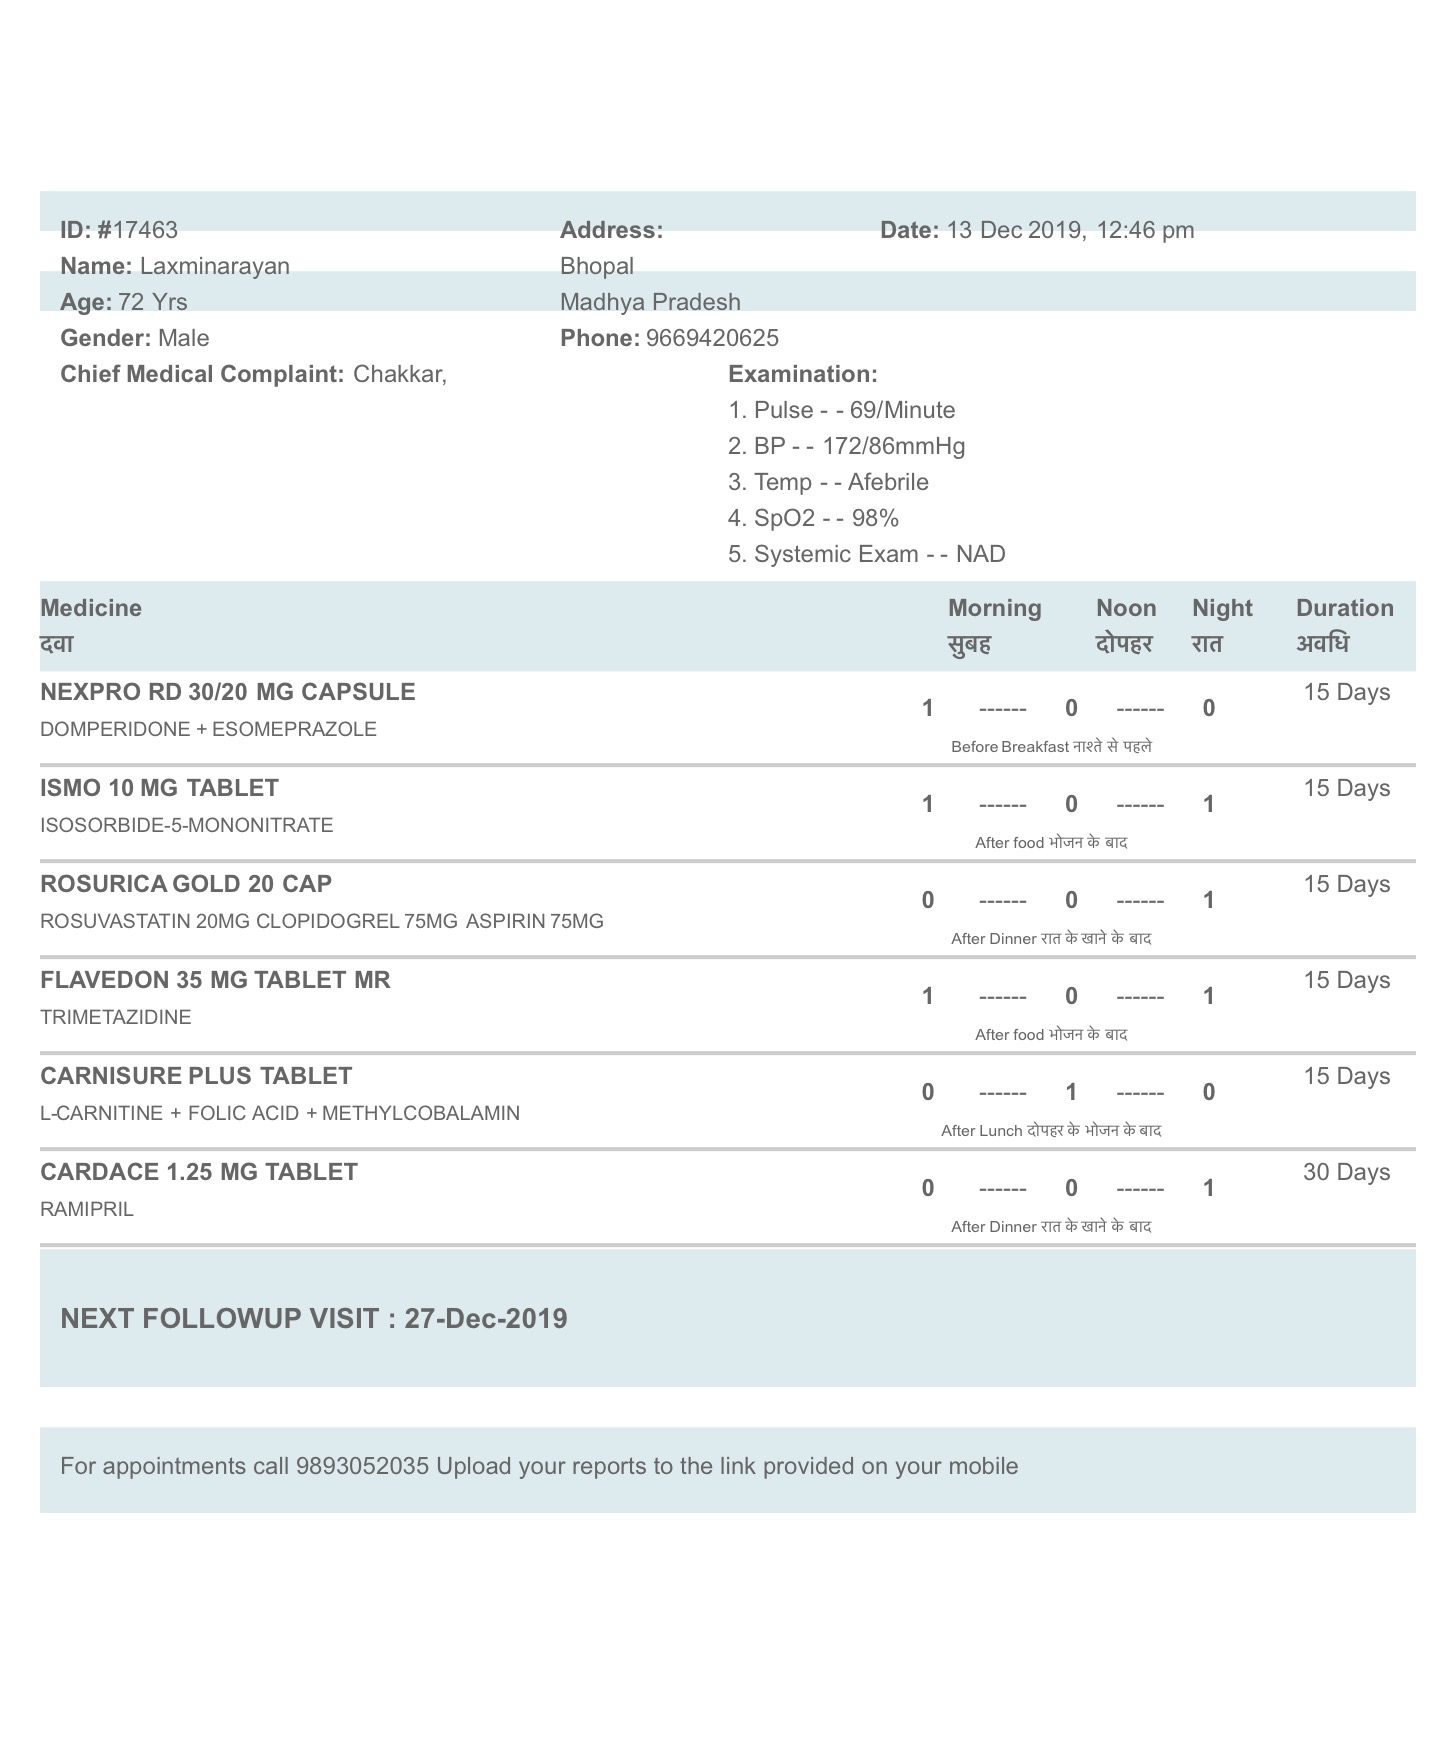 ID: #17463 Address: Date: 13 Dec 2019, 12:46 pm
Name: Laxminarayan Bhopal
Age: 72 Yrs Madhya Pradesh
Gender: Male Phone: 9669420625
Chief Medical Complaint: Chakkar, Examination:
1. Pulse - - 69/Minute
2. BP - - 172/86mmHg
3. Temp - - Afebrile
4. SpO2 - - 98%
5. Systemic Exam - - NAD
Medicine Morning Noon Night Duration
दवा सुबह दोपहर रात अवधि
NEXPRO RD 30/20 MG CAPSULE 15 Days
1 ------ 0 ------ 0
DOMPERIDONE + ESOMEPRAZOLE
Before Breakfast नाश्ते से पहले
ISMO 10 MG TABLET 15 Days
1 ------ 0 ------ 1
ISOSORBIDE-5-MONONITRATE
After food भोजन के बाद
ROSURICA GOLD 20 CAP 15 Days
0 ------ 0 ------ 1
ROSUVASTATIN 20MG CLOPIDOGREL 75MG ASPIRIN 75MG
After Dinner रात के खाने के बाद
FLAVEDON 35 MG TABLET MR 15 Days
1 ------ 0 ------ 1
TRIMETAZIDINE
After food भोजन के बाद
CARNISURE PLUS TABLET 15 Days
0 ------ 1 ------ 0
L-CARNITINE + FOLIC ACID + METHYLCOBALAMIN
After Lunch दोपहर के भोजन के बाद
CARDACE 1.25 MG TABLET 30 Days
0 ------ 0 ------ 1
RAMIPRIL
After Dinner रात के खाने के बाद
NEXT FOLLOWUP VISIT : 27-Dec-2019
For appointments call 9893052035 Upload your reports to the link provided on your mobile